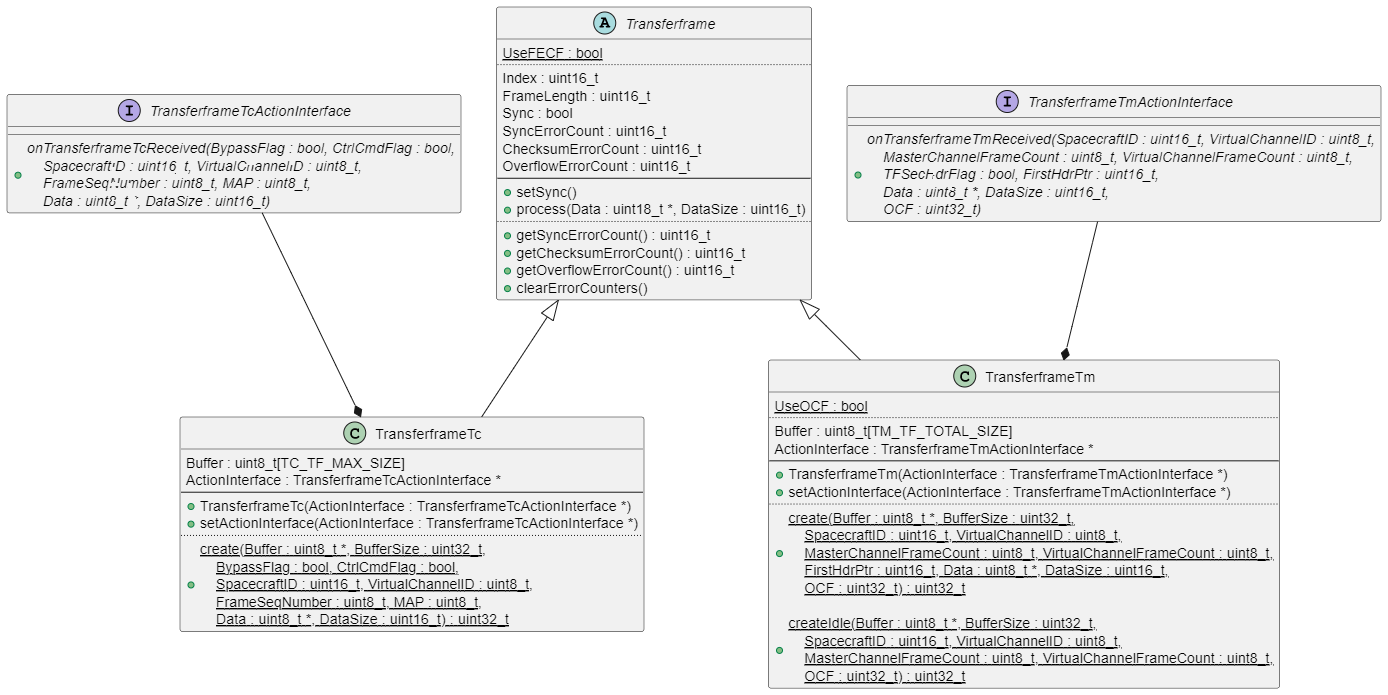 A Transferframe
UseFECF : bool
Index : uint16_t
FrameLength : uint16_t
Sync : bool
SyncErrorCount : uint16_t
ChecksumErrorCount : uint16_t
OverflowErrorCount : uint16_t
setSync()
process(Data : uint18_t *, DataSize : uint16_t)
getSyncErrorCount() : uint16_t
getChecksumErrorCount() : uint16_t
getOverflowErrorCount() : uint16_t
clearErrorCounters()
I TransferframeTcActionInterface
onTransferframeTcReceived(BypassFlag : bool, CtrlCmdFlag : bool,
SpacecraftID : uint16_t, VirtualChannelID : uint8_t,
FrameSeqNumber : uint8_t, MAP : uint8_t,
Data : uint8_t *, DataSize : uint16_t)
I TransferframeTmActionInterface
onTransferframeTmReceived(SpacecraftID : uint16_t, VirtualChannelID : uint8_t,
MasterChannelFrameCount : uint8_t, VirtualChannelFrameCount : uint8_t,
TFSecHdrFlag : bool, FirstHdrPtr : uint16_t,
Data : uint8_t *, DataSize : uint16_t,
OCF : uint32_t)
C TransferframeTc
Buffer : uint8_t[TC_TF_MAX_SIZE]
ActionInterface : TransferframeTcActionInterface *
TransferframeTc(ActionInterface : TransferframeTcActionInterface *)
setActionInterface(ActionInterface : TransferframeTcActionInterface *)
create(Buffer : uint8_t *, BufferSize : uint32_t,
BypassFlag : bool, CtrlCmdFlag : bool,
SpacecraftID : uint16_t, VirtualChannelID : uint8_t,
FrameSeqNumber : uint8_t, MAP : uint8_t,
Data : uint8_t *, DataSize : uint16_t) : uint32_t
C TransferframeTm
UseOCF : bool
Buffer : uint8_t[TM_TF_TOTAL_SIZE]
ActionInterface : TransferframeTmActionInterface *
TransferframeTm(ActionInterface : TransferframeTmActionInterface *)
setActionInterface(ActionInterface : TransferframeTmActionInterface *)
create(Buffer : uint8_t *, BufferSize : uint32_t,
SpacecraftID : uint16_t, VirtualChannelID : uint8_t,
MasterChannelFrameCount : uint8_t, VirtualChannelFrameCount : uint8_t,
FirstHdrPtr : uint16_t, Data : uint8_t *, DataSize : uint16_t,
OCF : uint32_t) : uint32_t
createIdle(Buffer : uint8_t *, BufferSize : uint32_t,
SpacecraftID : uint16_t, VirtualChannelID : uint8_t,
MasterChannelFrameCount : uint8_t, VirtualChannelFrameCount : uint8_t,
OCF : uint32_t) : uint32_t